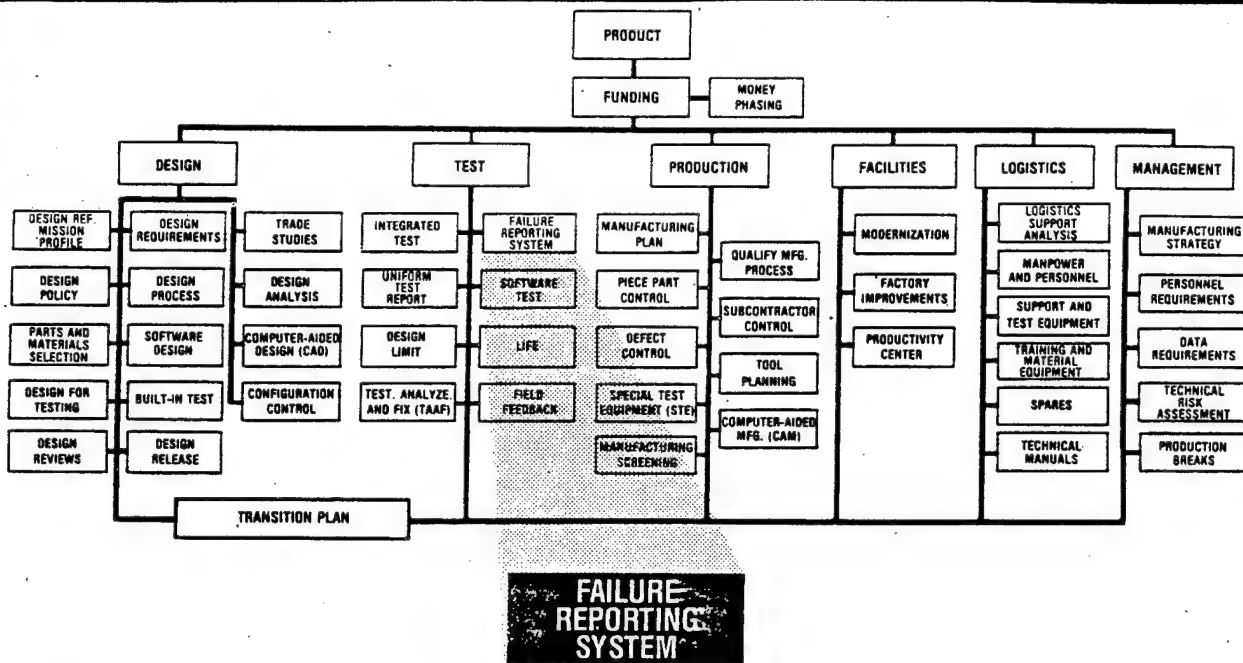 PRODUCT
FUNDING
MONEY
PHASING
DESIGN
TEST
PRODUCTION
FACILITIES
LOGISTICS
MANAGEMENT
DESIGN REF.
MISSION
PROFILE
DESIGN
POLICY
PARTS AND
MATERIALS
SELECTION
DESIGN FOR
TESTING
DESIGN
REVIEWS
DESIGN
REQUIREMENTS
DESIGN
PROCESS
SOFTWARE
DESIGN
BUILT-IN TEST
DESIGN
RELEASE
TRADE
STUDIES
DESIGN
ANALYSIS
COMPUTER-AIDED
DESIGN (CAD)
CONFIGURATION
CONTROL
INTEGRATED
TEST
UNIFORM
TEST
REPORT
DESIGN
LIMIT
TEST. ANALYZE.
AND FIX (TAAF)
FAILURE
REPORTING
SYSTEM
SOFTWARE
TEST
LIFE
FIELD
FEEDBACK
MANUFACTURING
PLAN
PIECE PART
CONTROL
DEFECT
CONTROL
SPECIAL TEST
EQUIPMENT (STE)
MANUFACTURING
SCREENING
QUALIFY MFG.
PROCESS
SUBCONTRACTOR
CONTROL
TOOL
PLANNING
COMPUTER-AIDED
MFG. (CAM)
MODERNIZATION
FACTORY
IMPROVEMENTS
PRODUCTIVITY
CENTER
LOGISTICS
SUPPORT
ANALYSIS
MANPOWER
AND PERSONNEL
SUPPORT AND
TEST EQUIPMENT
TRAINING AND
MATERIAL
EQUIPMENT
SPARES
TECHNICAL
MANUALS
MANUFACTURING
STRATEGY
PERSONNEL
REQUIREMENTS
DATA
REQUIREMENTS
TECHNICAL
RISK
ASSESSMENT
PRODUCTION
BREAKS
TRANSITION PLAN
FAILURE
REPORTING
SYSTEM